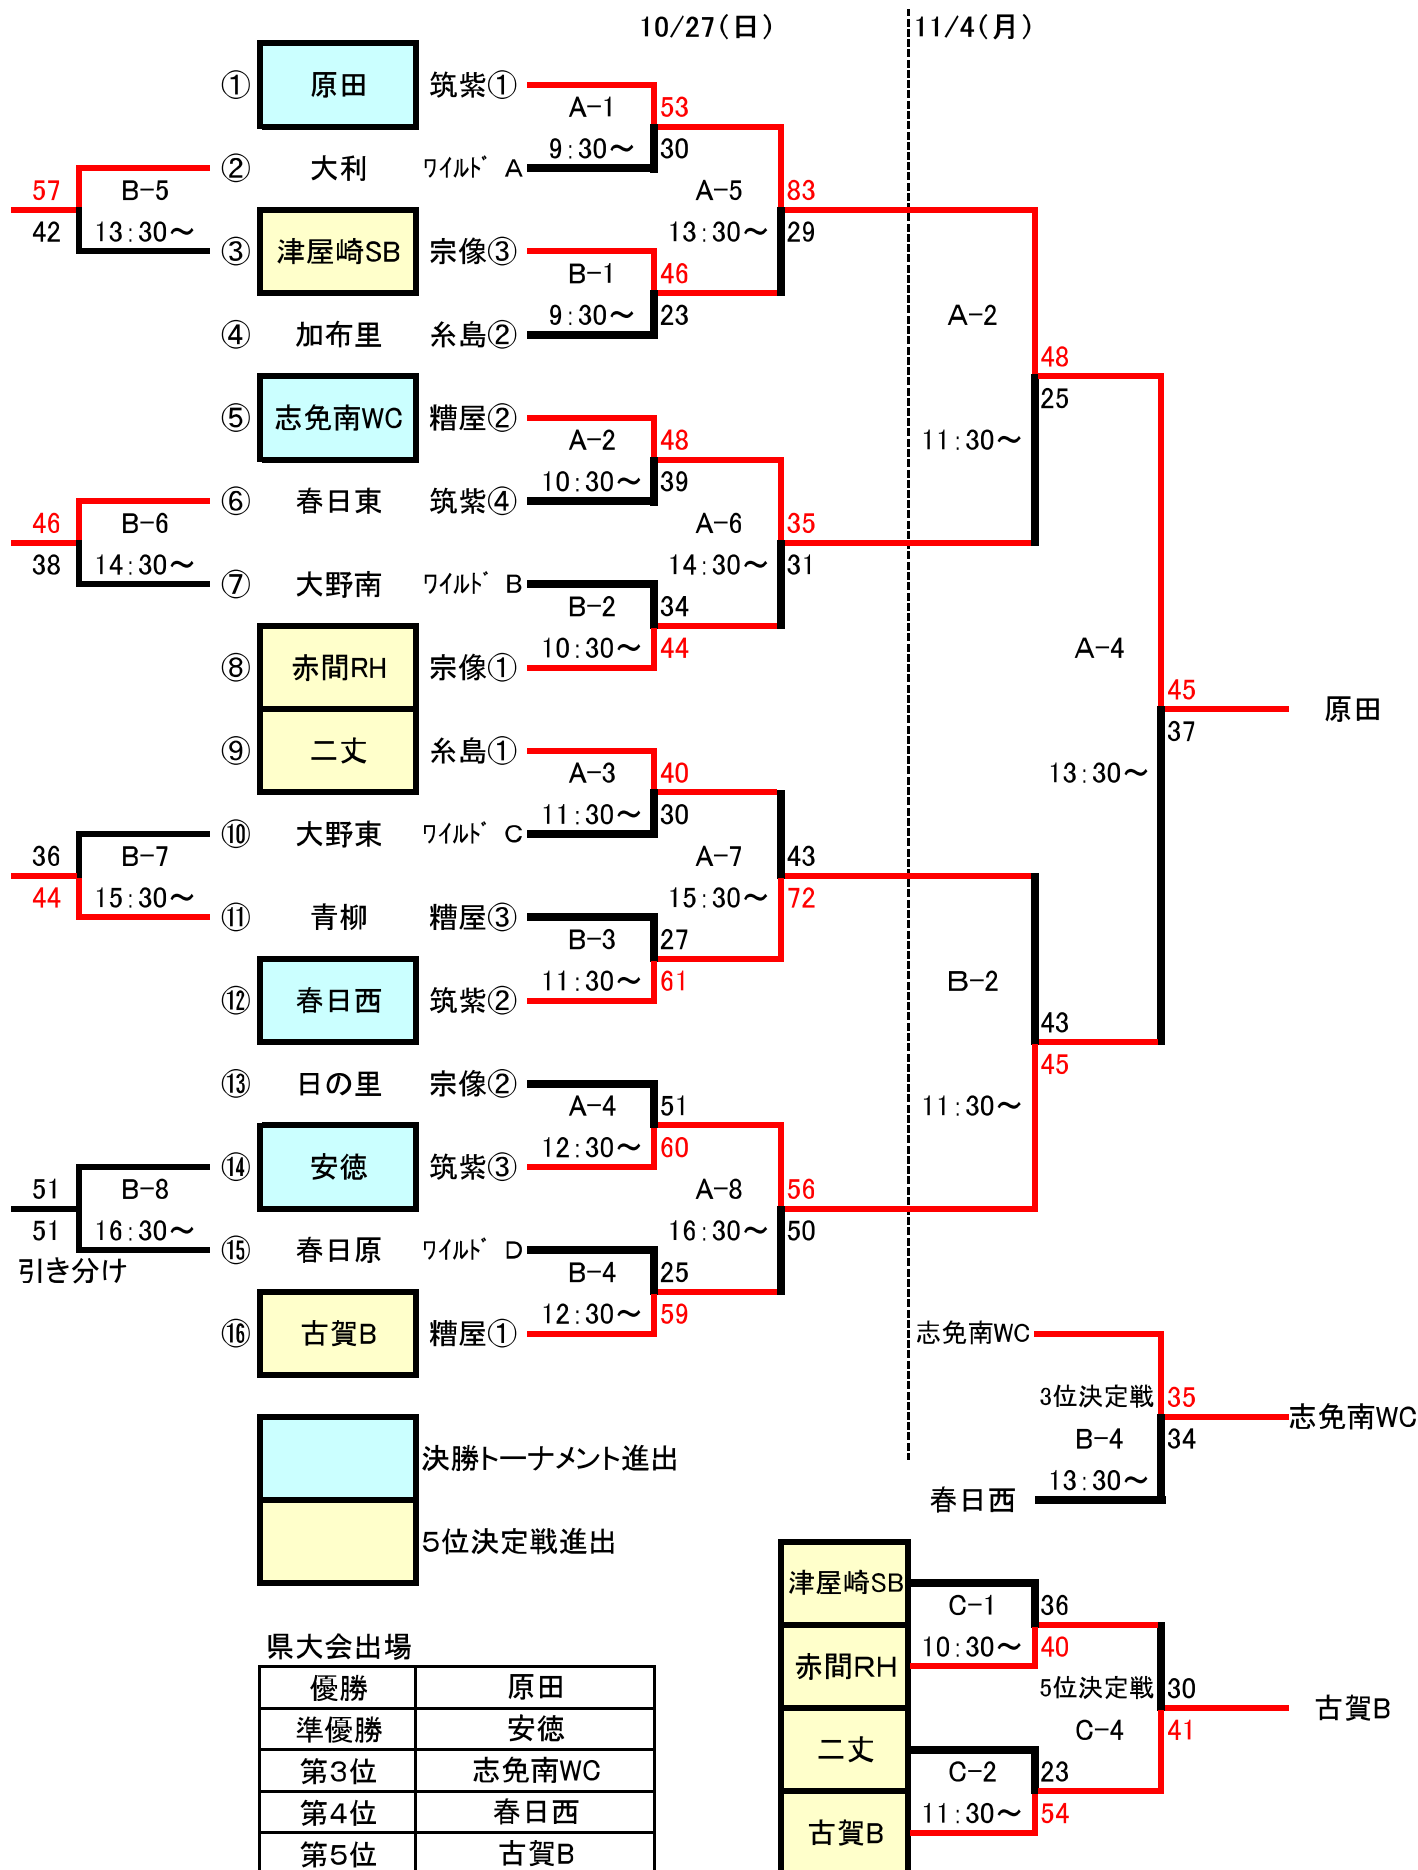 10/27(日) 11/4(月)
① 原田 筑紫①
A-1 53
9:30～ 30
② 大利 ワイルド A
57 B-5 A-5 83
42 13:30～ 13:30～ 29
③ 津屋崎SB 宗像③
B-1 46
9:30～ 23
A-2
④ 加布里 糸島②
48
25
⑤ 志免南WC 糟屋②
A-2 48 11:30～
10:30～ 39
⑥ 春日東 筑紫④
46 B-6 A-6 35
38 14:30～ 14:30～ 31
⑦ 大野南 ワイルド B
B-2 34
10:30～ 44
A-4
⑧ 赤間RH 宗像①
45
原田
37
⑨ 二丈 糸島①
A-3 40 13:30～
11:30～ 30
⑩ 大野東 ワイルド C
36 B-7 A-7 43
44 15:30～ 15:30～ 72
⑪ 青柳 糟屋③
B-3 27
11:30～ 61
B-2
⑫ 春日西 筑紫②
43
45
⑬ 日の里 宗像②
A-4 51 11:30～
12:30～ 60
⑭ 安徳 筑紫③
51 B-8 A-8 56
51 16:30～ 16:30～ 50
⑮ 春日原 ワイルド D
引き分け
B-4 25
12:30～ 59
⑯ 古賀B 糟屋①
志免南WC
3位決定戦 35
志免南WC
B-4 34
13:30～
春日西
決勝トーナメント進出
5位決定戦進出
津屋崎SB
C-1 36
10:30～ 40
赤間RH
5位決定戦 30
古賀B
C-4 41
二丈
C-2 23
11:30～ 54
古賀B
県大会出場
優勝 原田
準優勝 安徳
第3位 志免南WC
第4位 春日西
第5位 古賀B